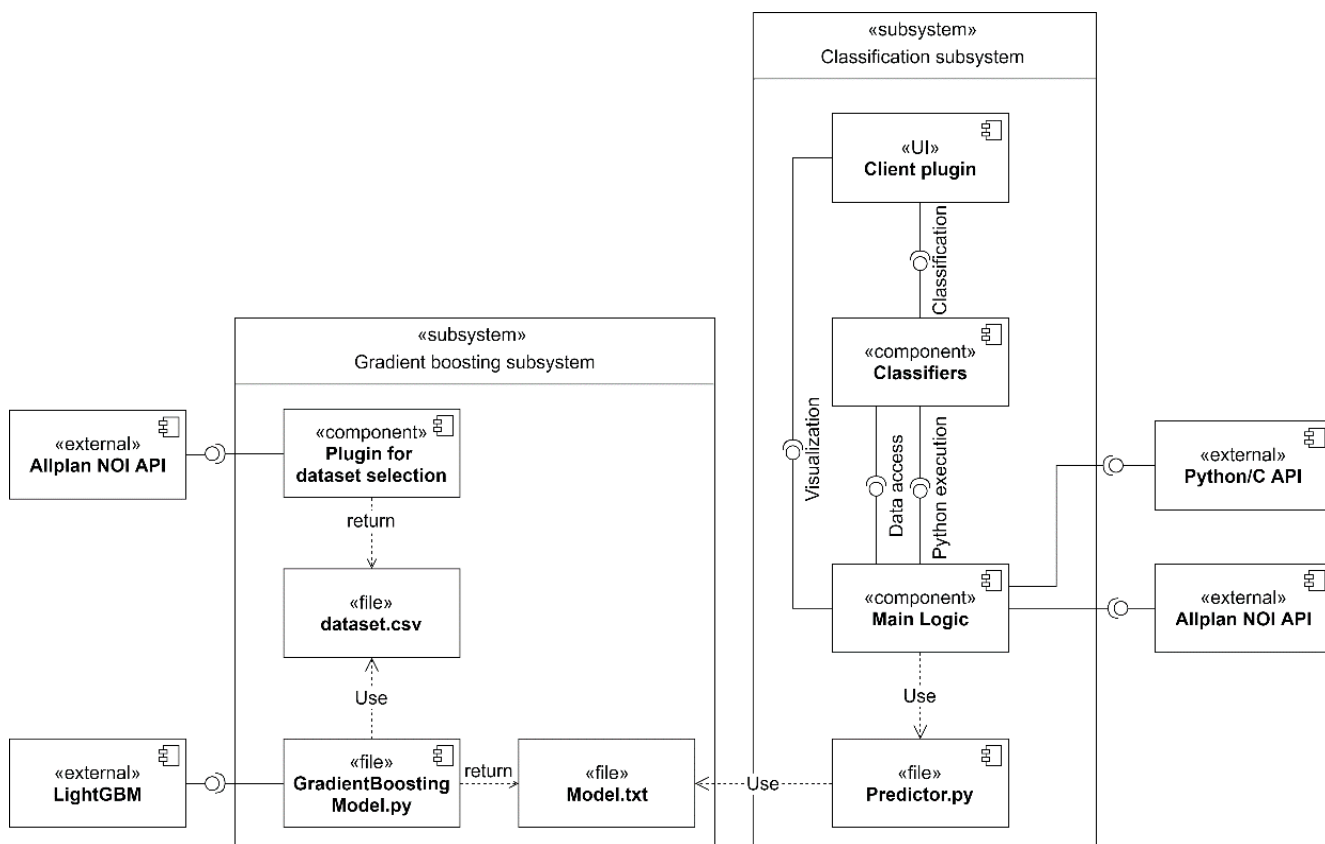 «subsystem»
Classification subsystem
«UI»
Client plugin
Classification
«component»
Classifiers
Visualization
Data access
Python execution
«component»
Main Logic
Use
«file»
Predictor.py
Use
«external»
Python/C API
«external»
Allplan NOI API
«subsystem»
Gradient boosting subsystem
«external»
Allplan NOI API
«component»
Plugin for
dataset selection
return
«file»
dataset.csv
Use
«external»
LightGBM
«file»
GradientBoosting
Model.py
return
«file»
Model.txt